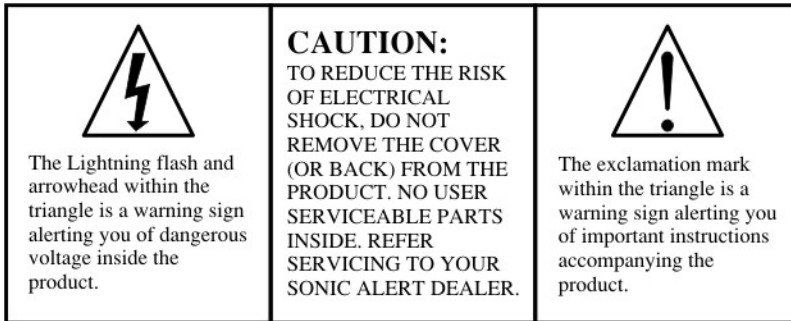 The Lightning flash and
arrowhead within the
triangle is a warning sign
alerting you of dangerous
voltage inside the
product.
CAUTION:
TO REDUCE THE RISK
OF ELECTRICAL
SHOCK, DO NOT
REMOVE THE COVER
(OR BACK) FROM THE
PRODUCT. NO USER
SERVICEABLE PARTS
INSIDE. REFER
SERVICING TO YOUR
SONIC ALERT DEALER.
The exclamation mark
within the triangle is a
warning sign alerting you
of important instructions
accompanying the
product.